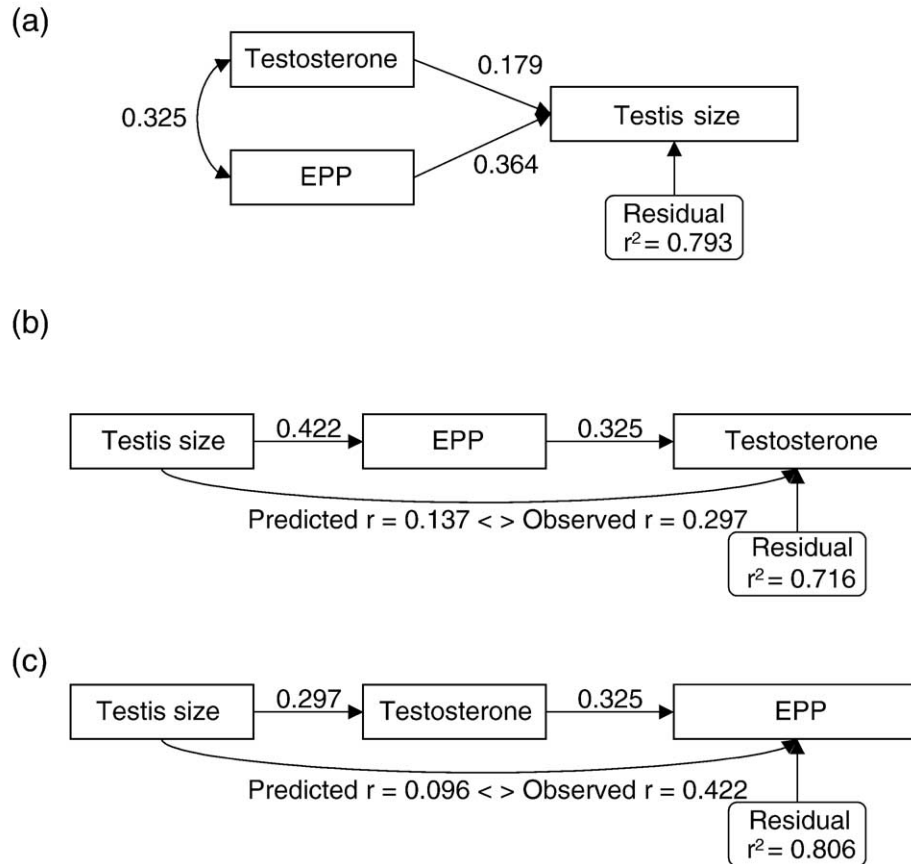 (a)
Testosterone
0.179
0.325
Testis size
EPP
0.364
Residual
r² = 0.793
(b)
Testis size
0.422
EPP
0.325
Testosterone
Predicted r = 0.137 < > Observed r = 0.297
Residual
r² = 0.716
(c)
Testis size
0.297
Testosterone
0.325
EPP
Predicted r = 0.096 < > Observed r = 0.422
Residual
r² = 0.806